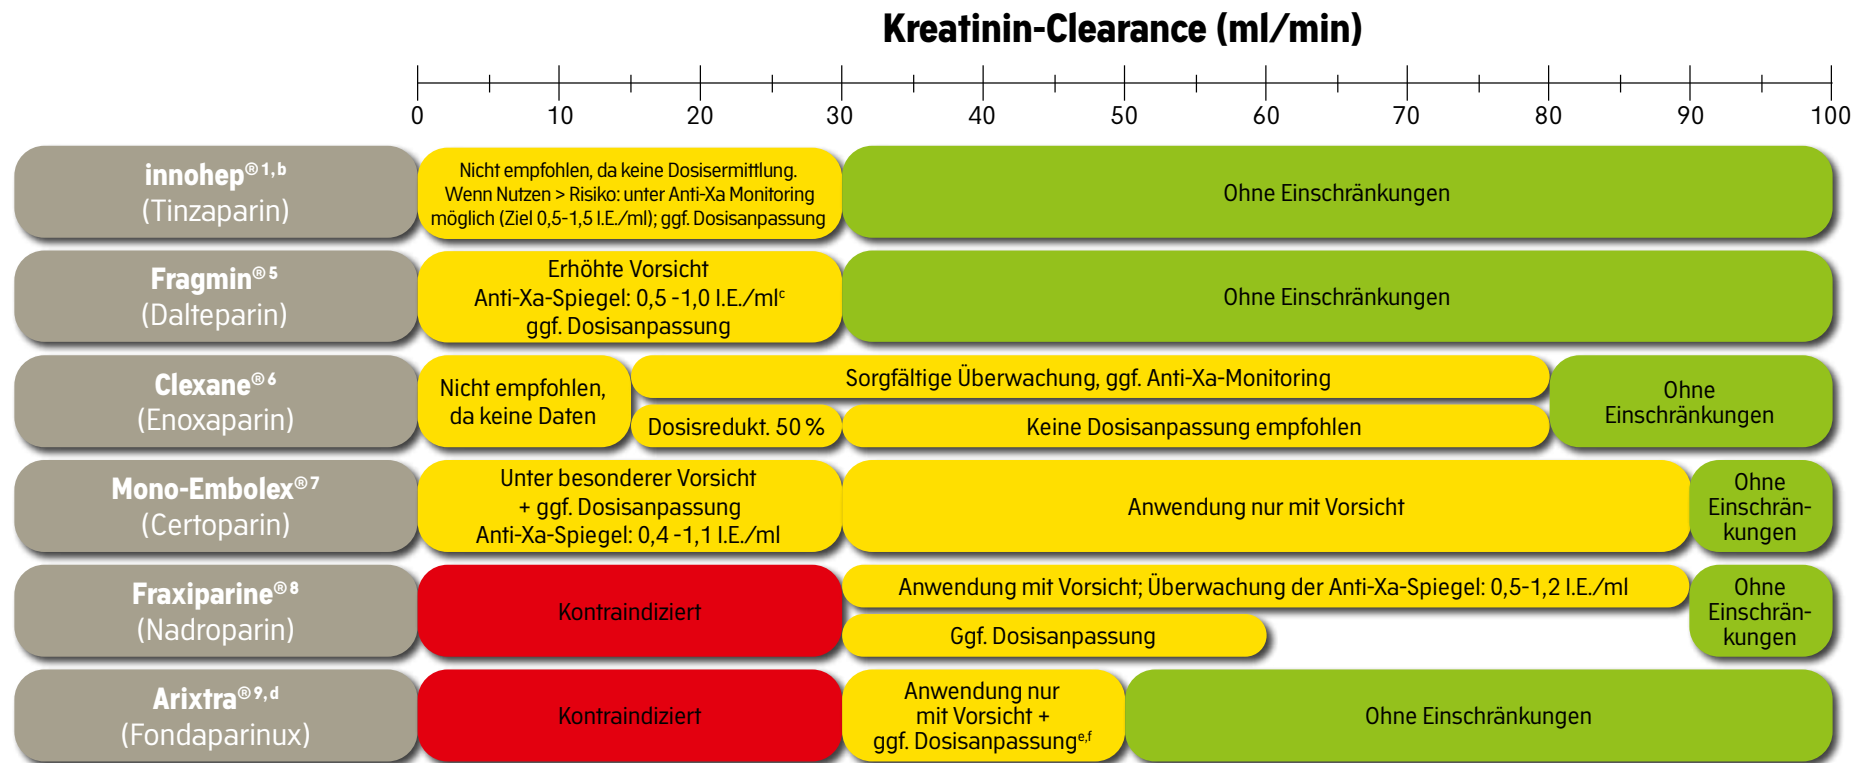 Kreatinin-Clearance (ml/min)
0 10 20 30 40 50 60 70 80 90 100
innohep® 1, b
(Tinzaparin)
Nicht empfohlen, da keine Dosisermittlung.
Wenn Nutzen > Risiko: unter Anti-Xa Monitoring
möglich (Ziel 0,5-1,5 I.E./ml); ggf. Dosisanpassung
Ohne Einschränkungen
Fragmin® 5
(Dalteparin)
Erhöhte Vorsicht
Anti-Xa-Spiegel: 0,5 -1,0 I.E./mlᶜ
ggf. Dosisanpassung
Ohne Einschränkungen
Clexane® 6
(Enoxaparin)
Nicht empfohlen,
da keine Daten
Sorgfältige Überwachung, ggf. Anti-Xa-Monitoring
Dosisredukt. 50 %
Keine Dosisanpassung empfohlen
Ohne
Einschränkungen
Mono-Embolex® 7
(Certoparin)
Unter besonderer Vorsicht
+ ggf. Dosisanpassung
Anti-Xa-Spiegel: 0,4 -1,1 I.E./ml
Anwendung nur mit Vorsicht
Ohne
Einschrän-
kungen
Fraxiparine® 8
(Nadroparin)
Kontraindiziert
Anwendung mit Vorsicht; Überwachung der Anti-Xa-Spiegel: 0,5-1,2 I.E./ml
Ggf. Dosisanpassung
Ohne
Einschrän-
kungen
Arixtra® 9, d
(Fondaparinux)
Kontraindiziert
Anwendung nur
mit Vorsicht +
ggf. Dosisanpassungᵉ,ᶠ
Ohne Einschränkungen